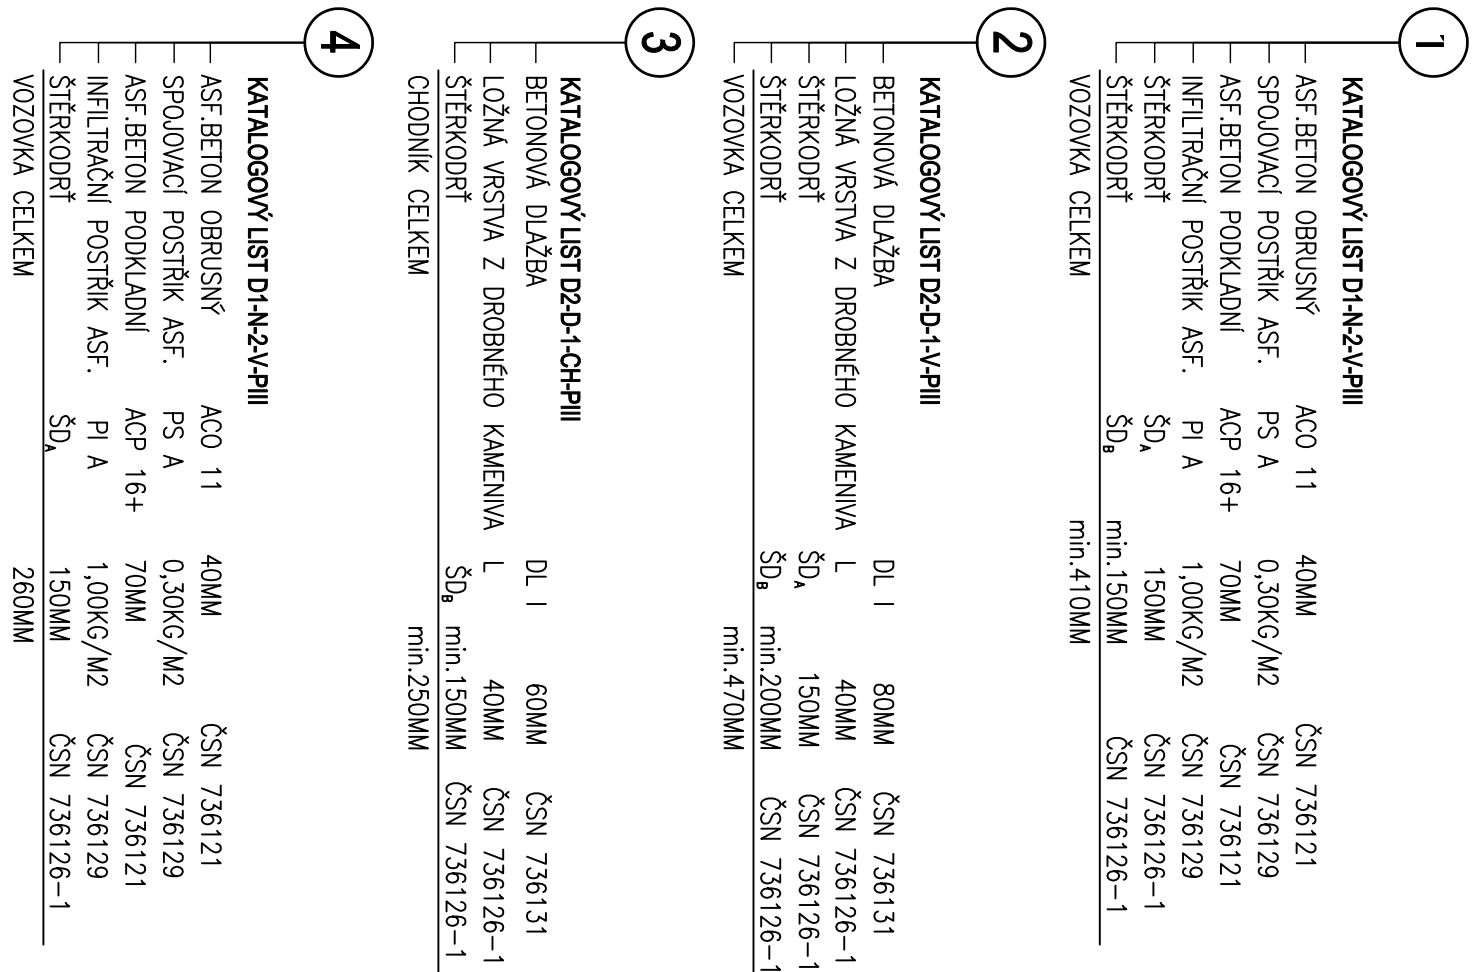 1
KATALOGOVÝ LIST D1-N-2-V-PIII
ASF.BETON OBRUSNÝ ACO 11 40MM ČSN 736121
SPOJOVACÍ POSTŘIK ASF. PS A 0,30KG/M2 ČSN 736129
ASF.BETON PODKLADNÍ ACP 16+ 70MM ČSN 736121
INFILTRAČNÍ POSTŘIK ASF. PI A 1,00KG/M2 ČSN 736129
ŠTĚRKODRŤ ŠDA 150MM ČSN 736126-1
ŠTĚRKODRŤ ŠDB min.150MM ČSN 736126-1
VOZOVKA CELKEM min.410MM
2
KATALOGOVÝ LIST D2-D-1-V-PIII
BETONOVÁ DLAŽBA DL I 80MM ČSN 736131
LOŽNÁ VRSTVA Z DROBNÉHO KAMENIVA L 40MM ČSN 736126-1
ŠTĚRKODRŤ ŠDA 150MM ČSN 736126-1
ŠTĚRKODRŤ ŠDB min.200MM ČSN 736126-1
VOZOVKA CELKEM min.470MM
3
KATALOGOVÝ LIST D2-D-1-CH-PIII
BETONOVÁ DLAŽBA DL I 60MM ČSN 736131
LOŽNÁ VRSTVA Z DROBNÉHO KAMENIVA L 40MM ČSN 736126-1
ŠTĚRKODRŤ ŠDB min.150MM ČSN 736126-1
CHODNÍK CELKEM min.250MM
4
KATALOGOVÝ LIST D1-N-2-V-PIII
ASF.BETON OBRUSNÝ ACO 11 40MM ČSN 736121
SPOJOVACÍ POSTŘIK ASF. PS A 0,30KG/M2 ČSN 736129
ASF.BETON PODKLADNÍ ACP 16+ 70MM ČSN 736121
INFILTRAČNÍ POSTŘIK ASF. PI A 1,00KG/M2 ČSN 736129
ŠTĚRKODRŤ ŠDA 150MM ČSN 736126-1
VOZOVKA CELKEM 260MM